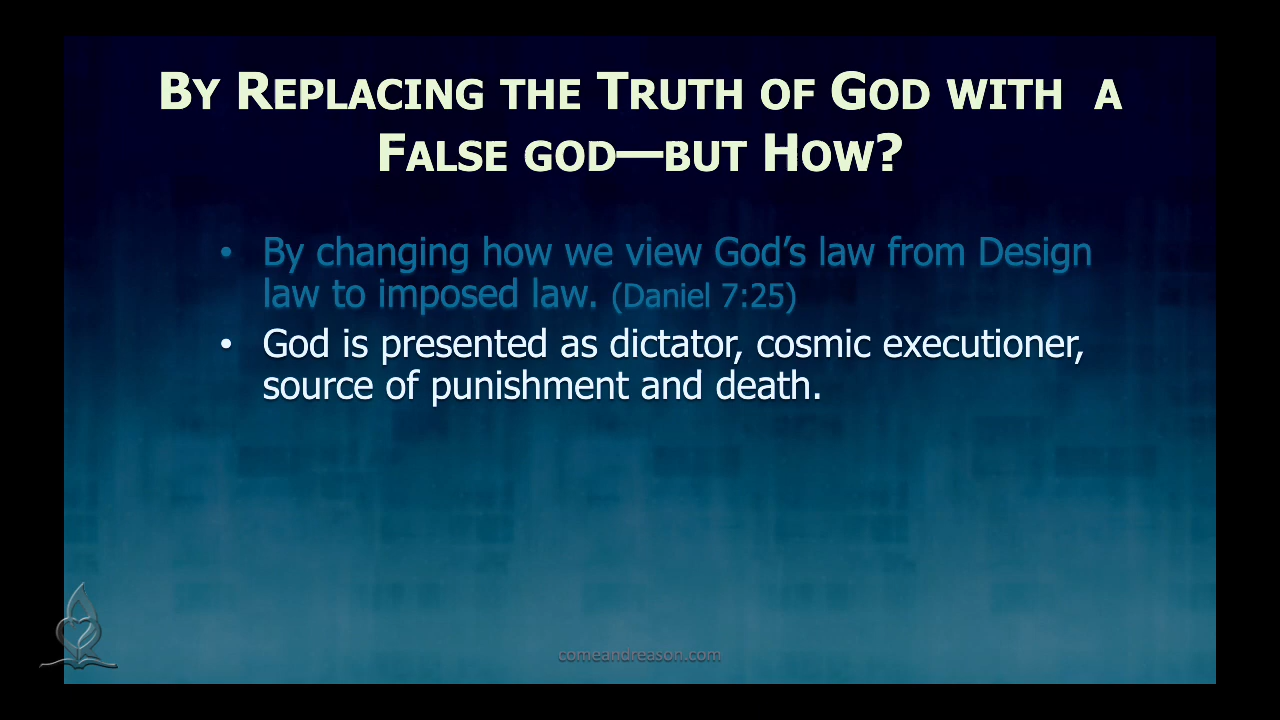 By Replacing the Truth of God with a
False god—but How?
• By changing how we view God's law from Design
law to imposed law. (Daniel 7:25)
• God is presented as dictator, cosmic executioner,
source of punishment and death.
comeandreason.com